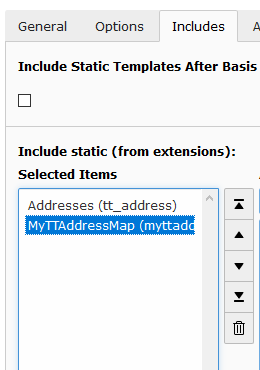 General Options Includes A
Include Static Templates After Basis
Include static (from extensions):
Selected Items
Addresses (tt_address)
MyTTAddressMap (myttadd